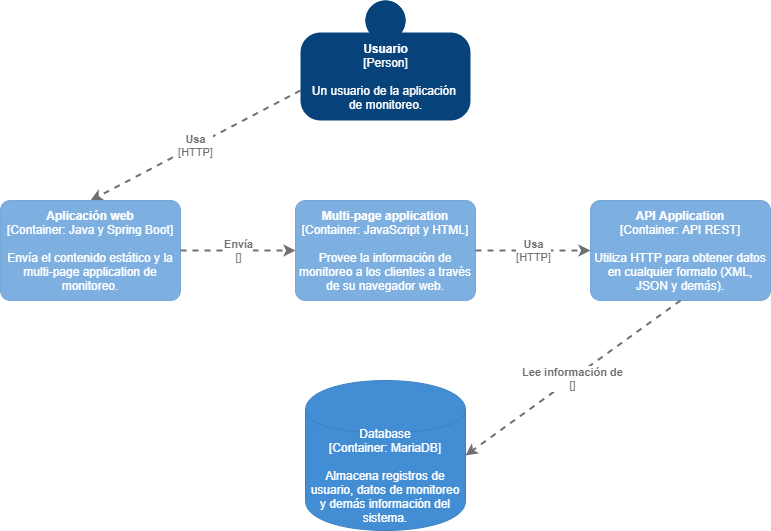 Usuario
[Person]
Un usuario de la aplicación
de monitoreo.
Usa
[HTTP]
Aplicación web
[Container: Java y Spring Boot]
Envía el contenido estático y la
multi-page application de
monitoreo.
Envía
[]
Multi-page application
[Container: JavaScript y HTML]
Provee la información de
monitoreo a los clientes a través
de su navegador web.
Usa
[HTTP]
API Application
[Container: API REST]
Utiliza HTTP para obtener datos
en cualquier formato (XML,
JSON y demás).
Lee información de
[]
Database
[Container: MariaDB]
Almacena registros de
usuario, datos de monitoreo
y demás información del
sistema.